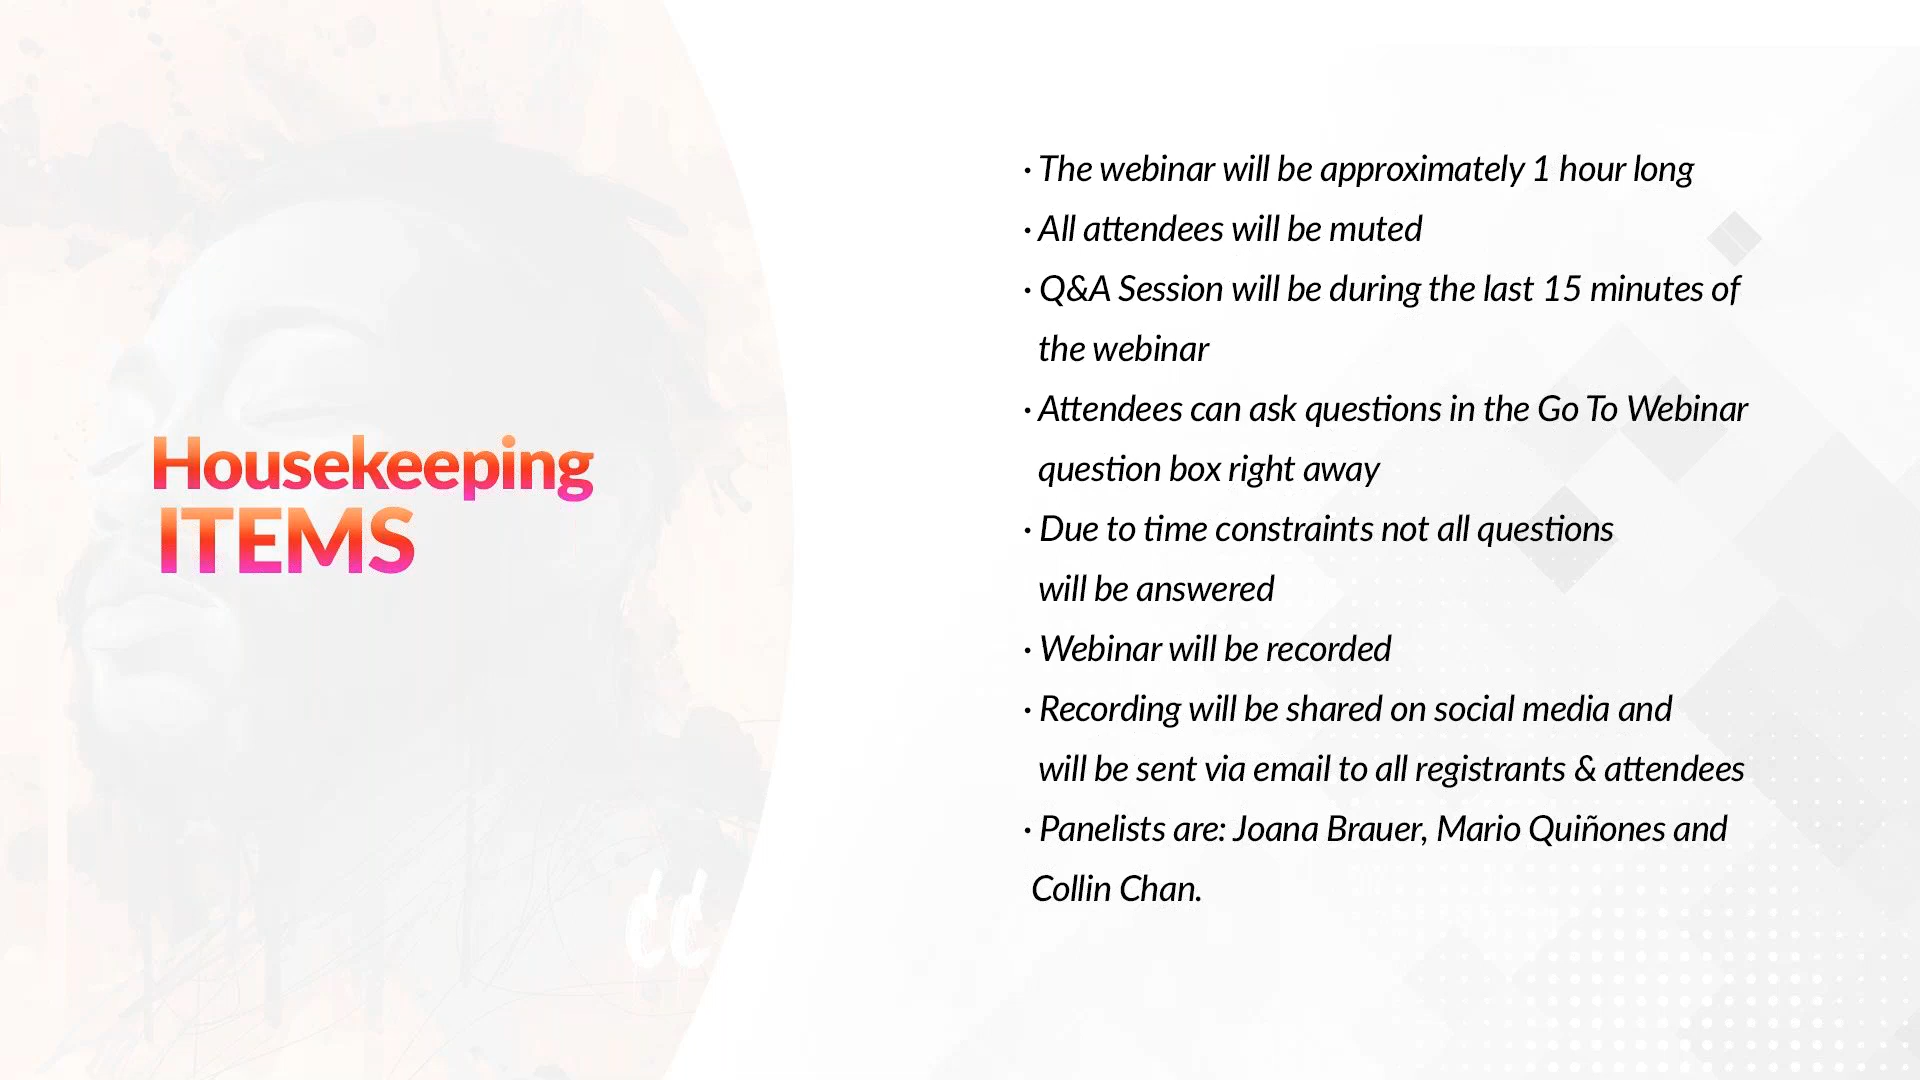 Housekeeping
ITEMS
· The webinar will be approximately 1 hour long
· All attendees will be muted
· Q&A Session will be during the last 15 minutes of
the webinar
· Attendees can ask questions in the Go To Webinar
question box right away
· Due to time constraints not all questions
will be answered
· Webinar will be recorded
· Recording will be shared on social media and
will be sent via email to all registrants & attendees
· Panelists are: Joana Brauer, Mario Quiñones and
Collin Chan.